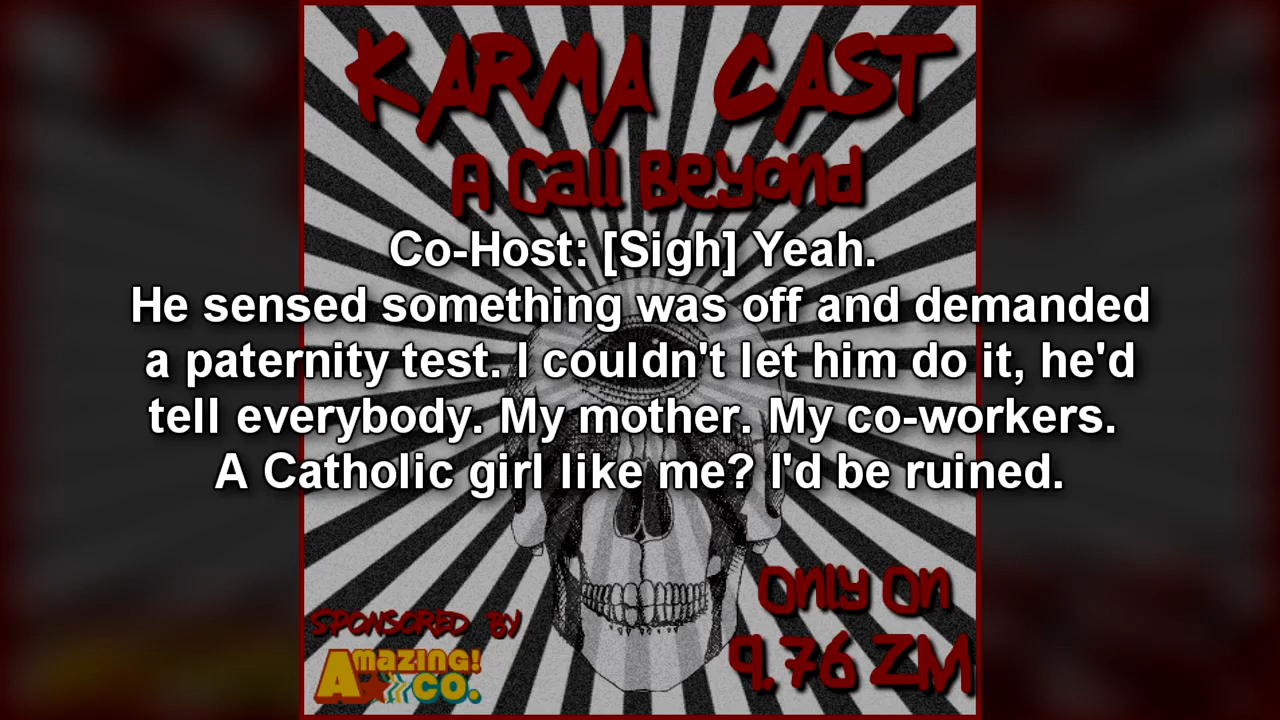 KARMA CAST
A Call Beyond
Co-Host: [Sigh] Yeah.
He sensed something was off and demanded
a paternity test. I couldn't let him do it, he'd
tell everybody. My mother. My co-workers.
A Catholic girl like me? I'd be ruined.
Only On
9.76 ZM
SPONSORED BY
Amazing!
CO.